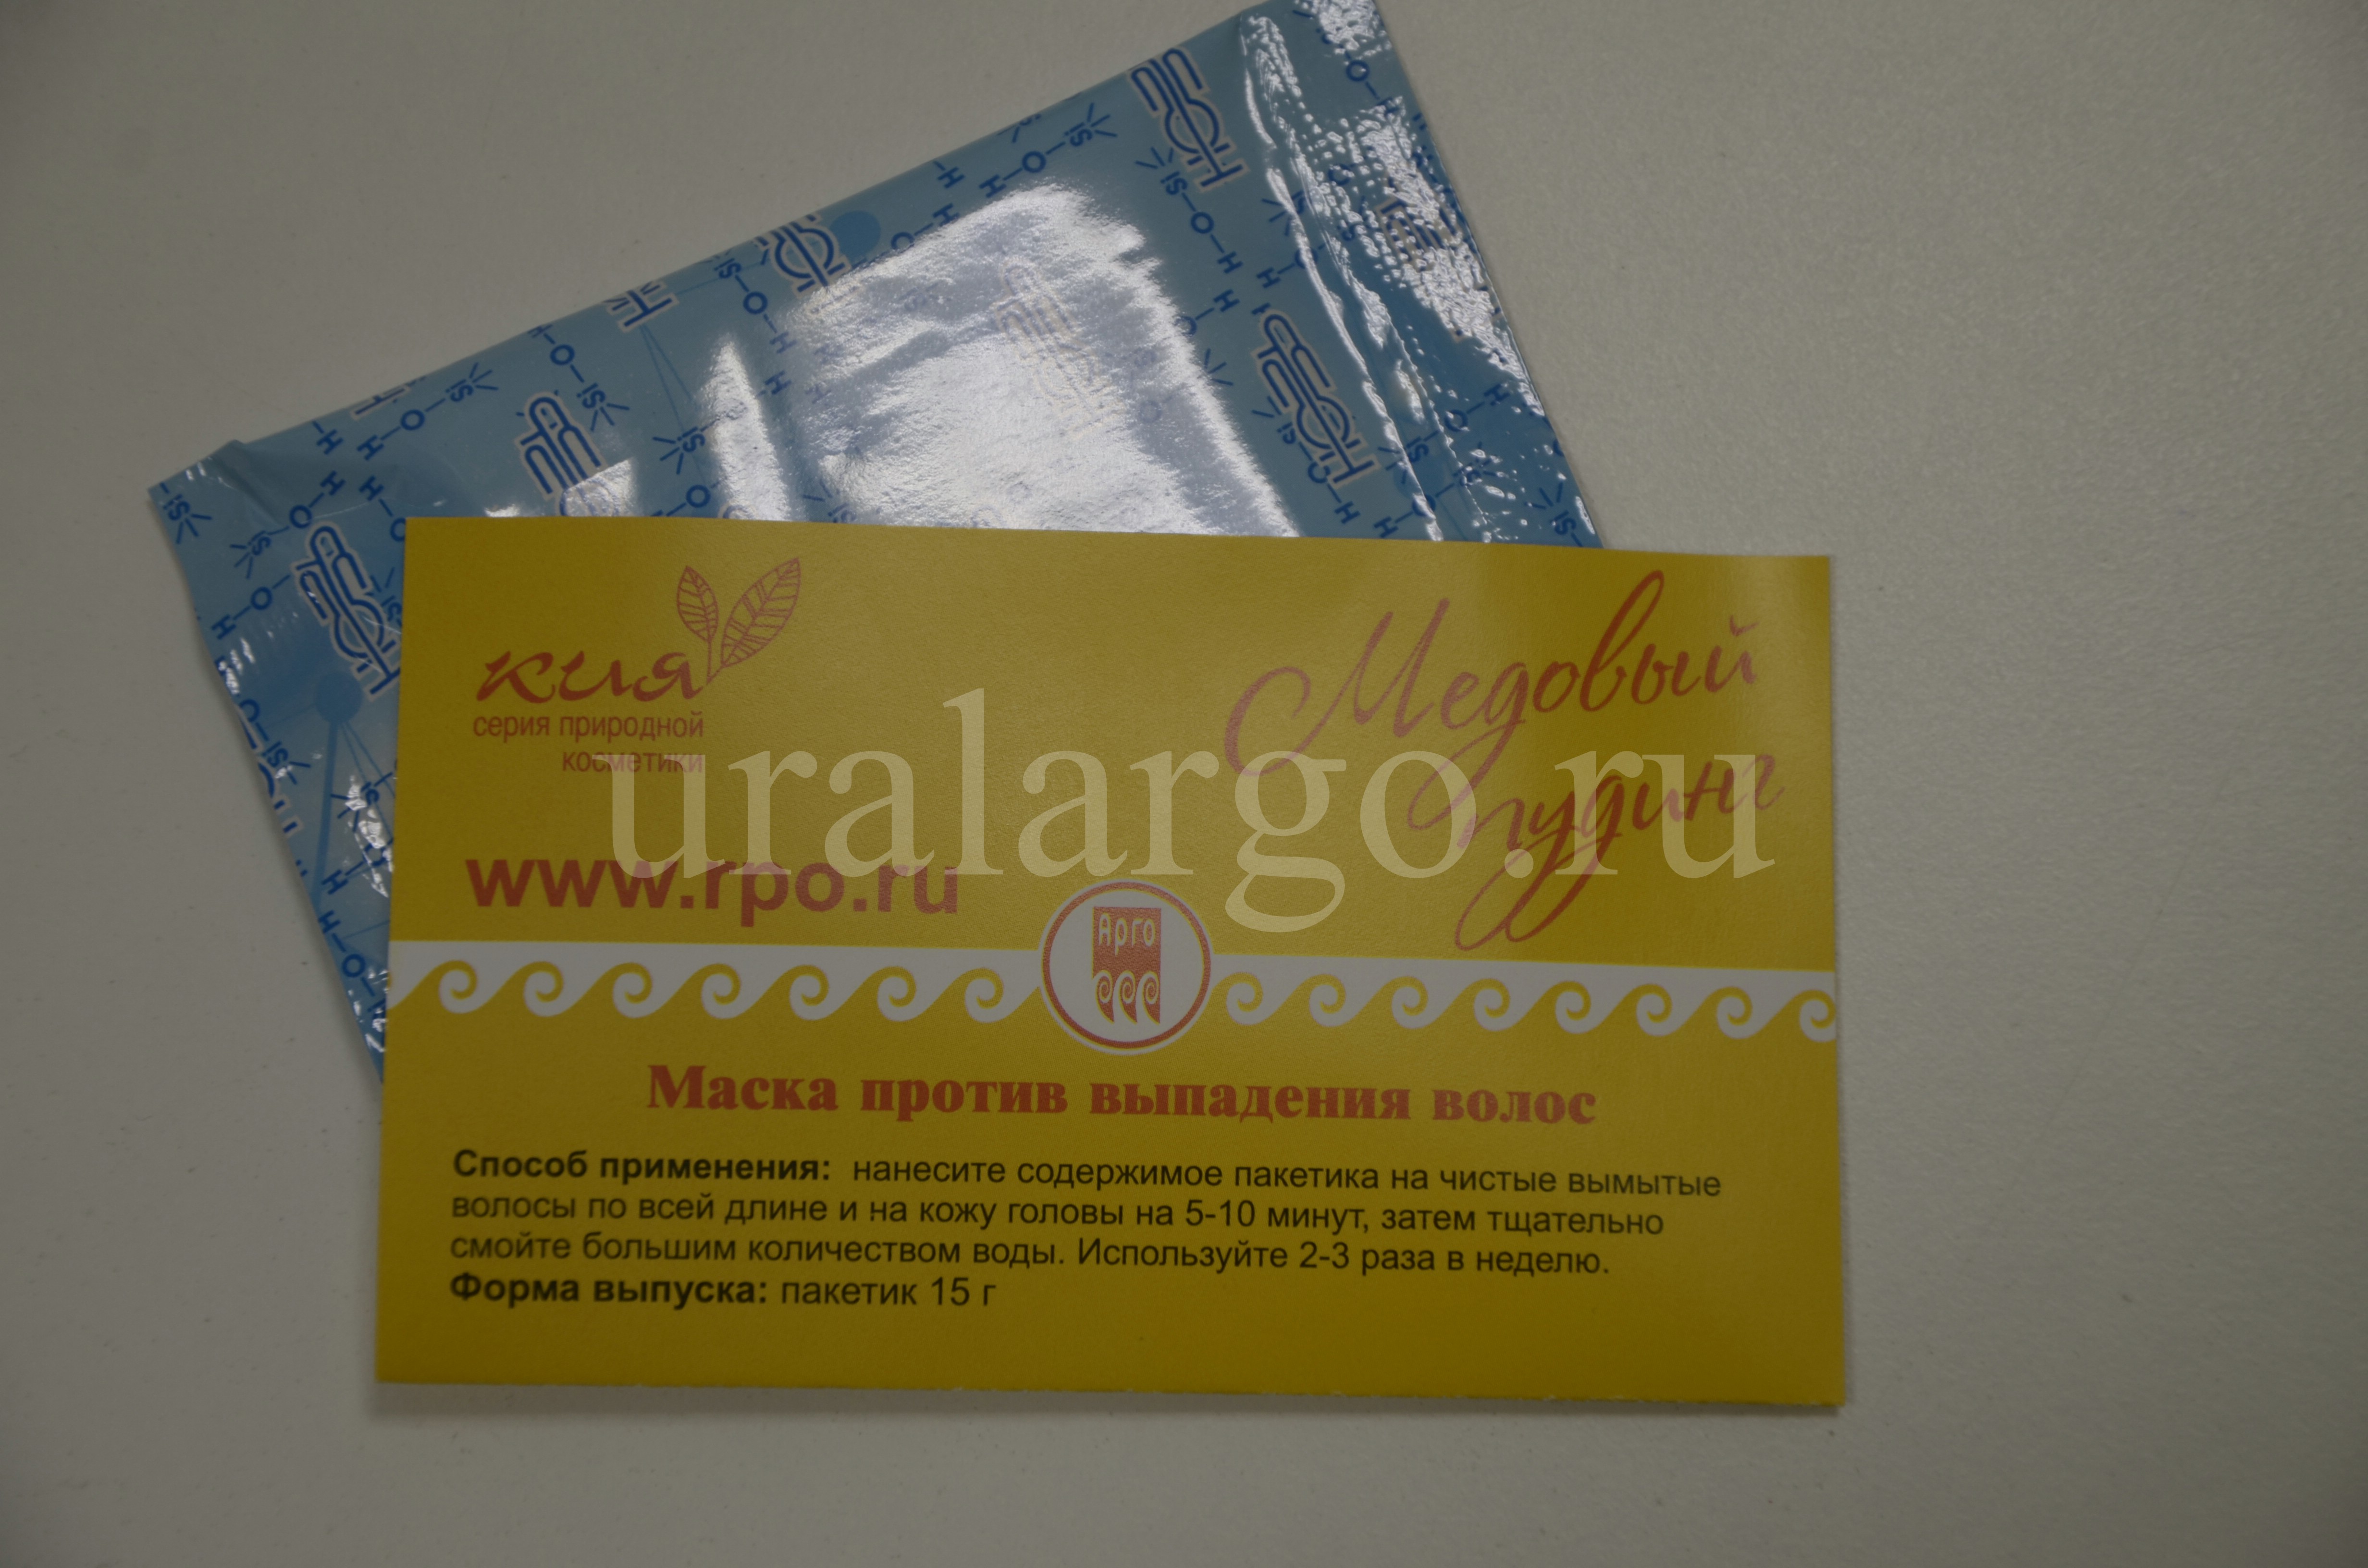 кия
серия природной
косметики
Медовый
пудинг
uralargo.ru
www.rpo.ru
Арго
Маска против выпадения волос
Способ применения: нанесите содержимое пакетика на чистые вымытые
волосы по всей длине и на кожу головы на 5-10 минут, затем тщательно
смойте большим количеством воды. Используйте 2-3 раза в неделю.
Форма выпуска: пакетик 15 г